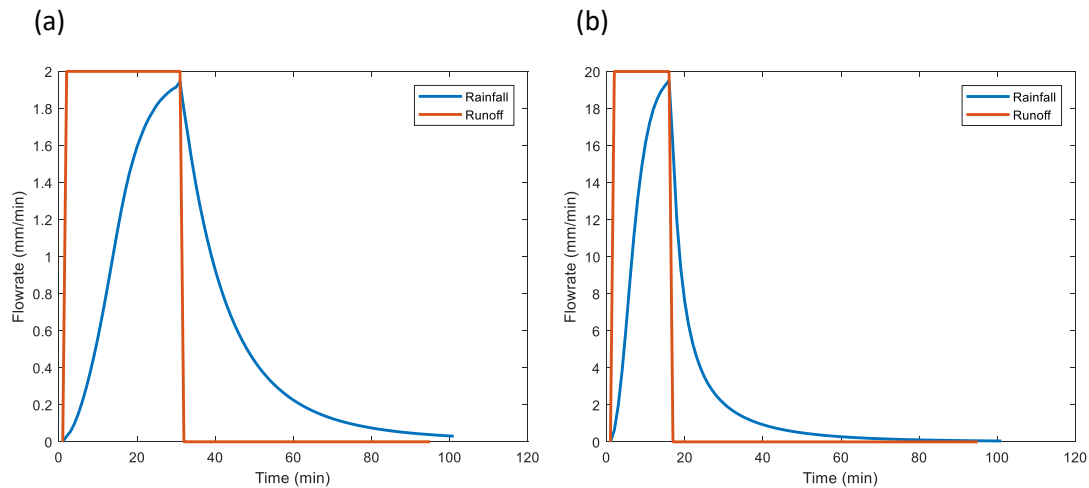 (a)
2
1.8
1.6
1.4
1.2
1
0.8
0.6
0.4
0.2
0
Flowrate (mm/min)
Rainfall
Runoff
0 20 40 60 80 100 120
Time (min)
(b)
20
18
16
14
12
10
8
6
4
2
0
Flowrate (mm/min)
Rainfall
Runoff
0 20 40 60 80 100 120
Time (min)